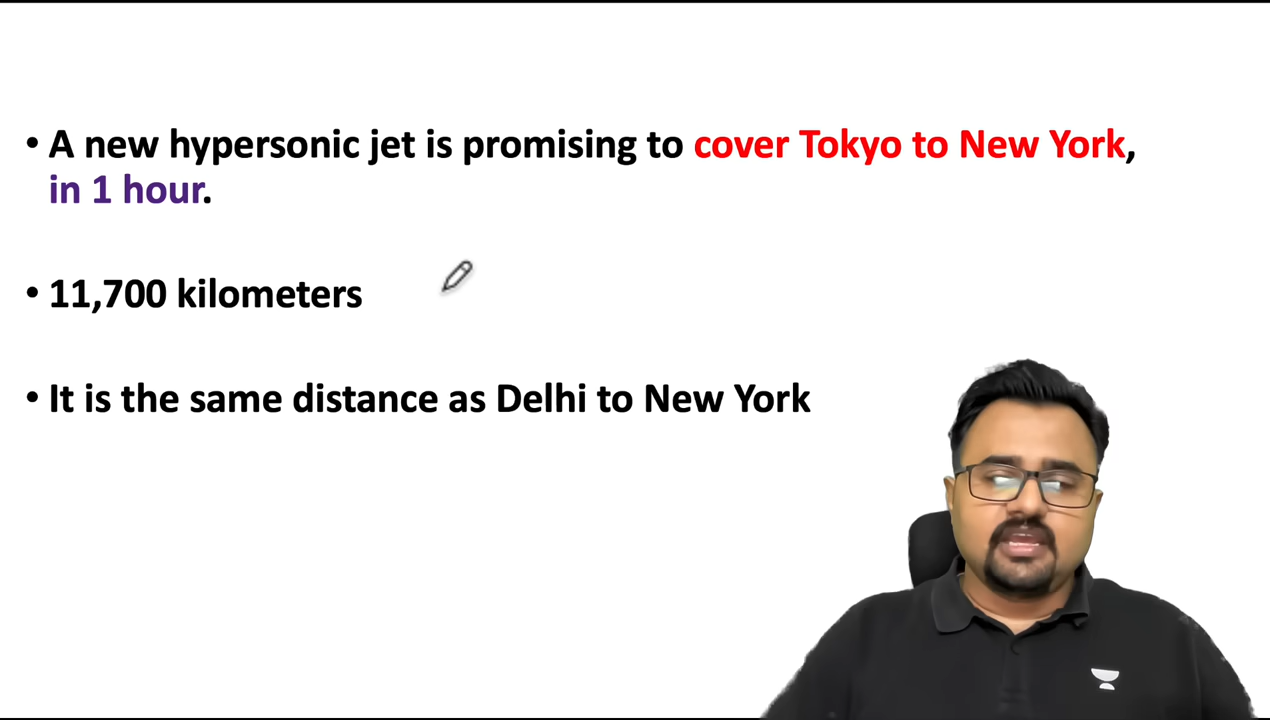 • A new hypersonic jet is promising to cover Tokyo to New York,
in 1 hour.
• 11,700 kilometers
• It is the same distance as Delhi to New York